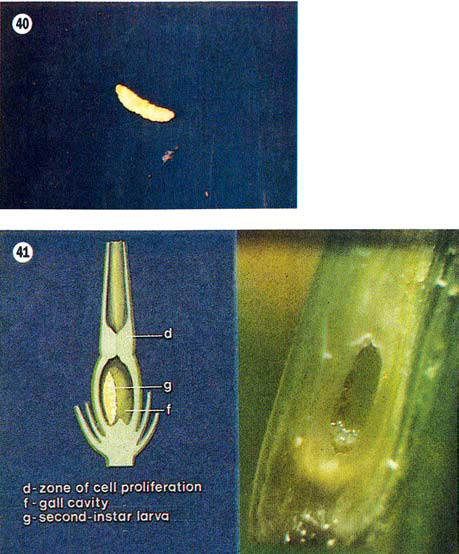 40
41
d
g
f
d-zone of cell proliferation
f-gall cavity
g-second-instar larva